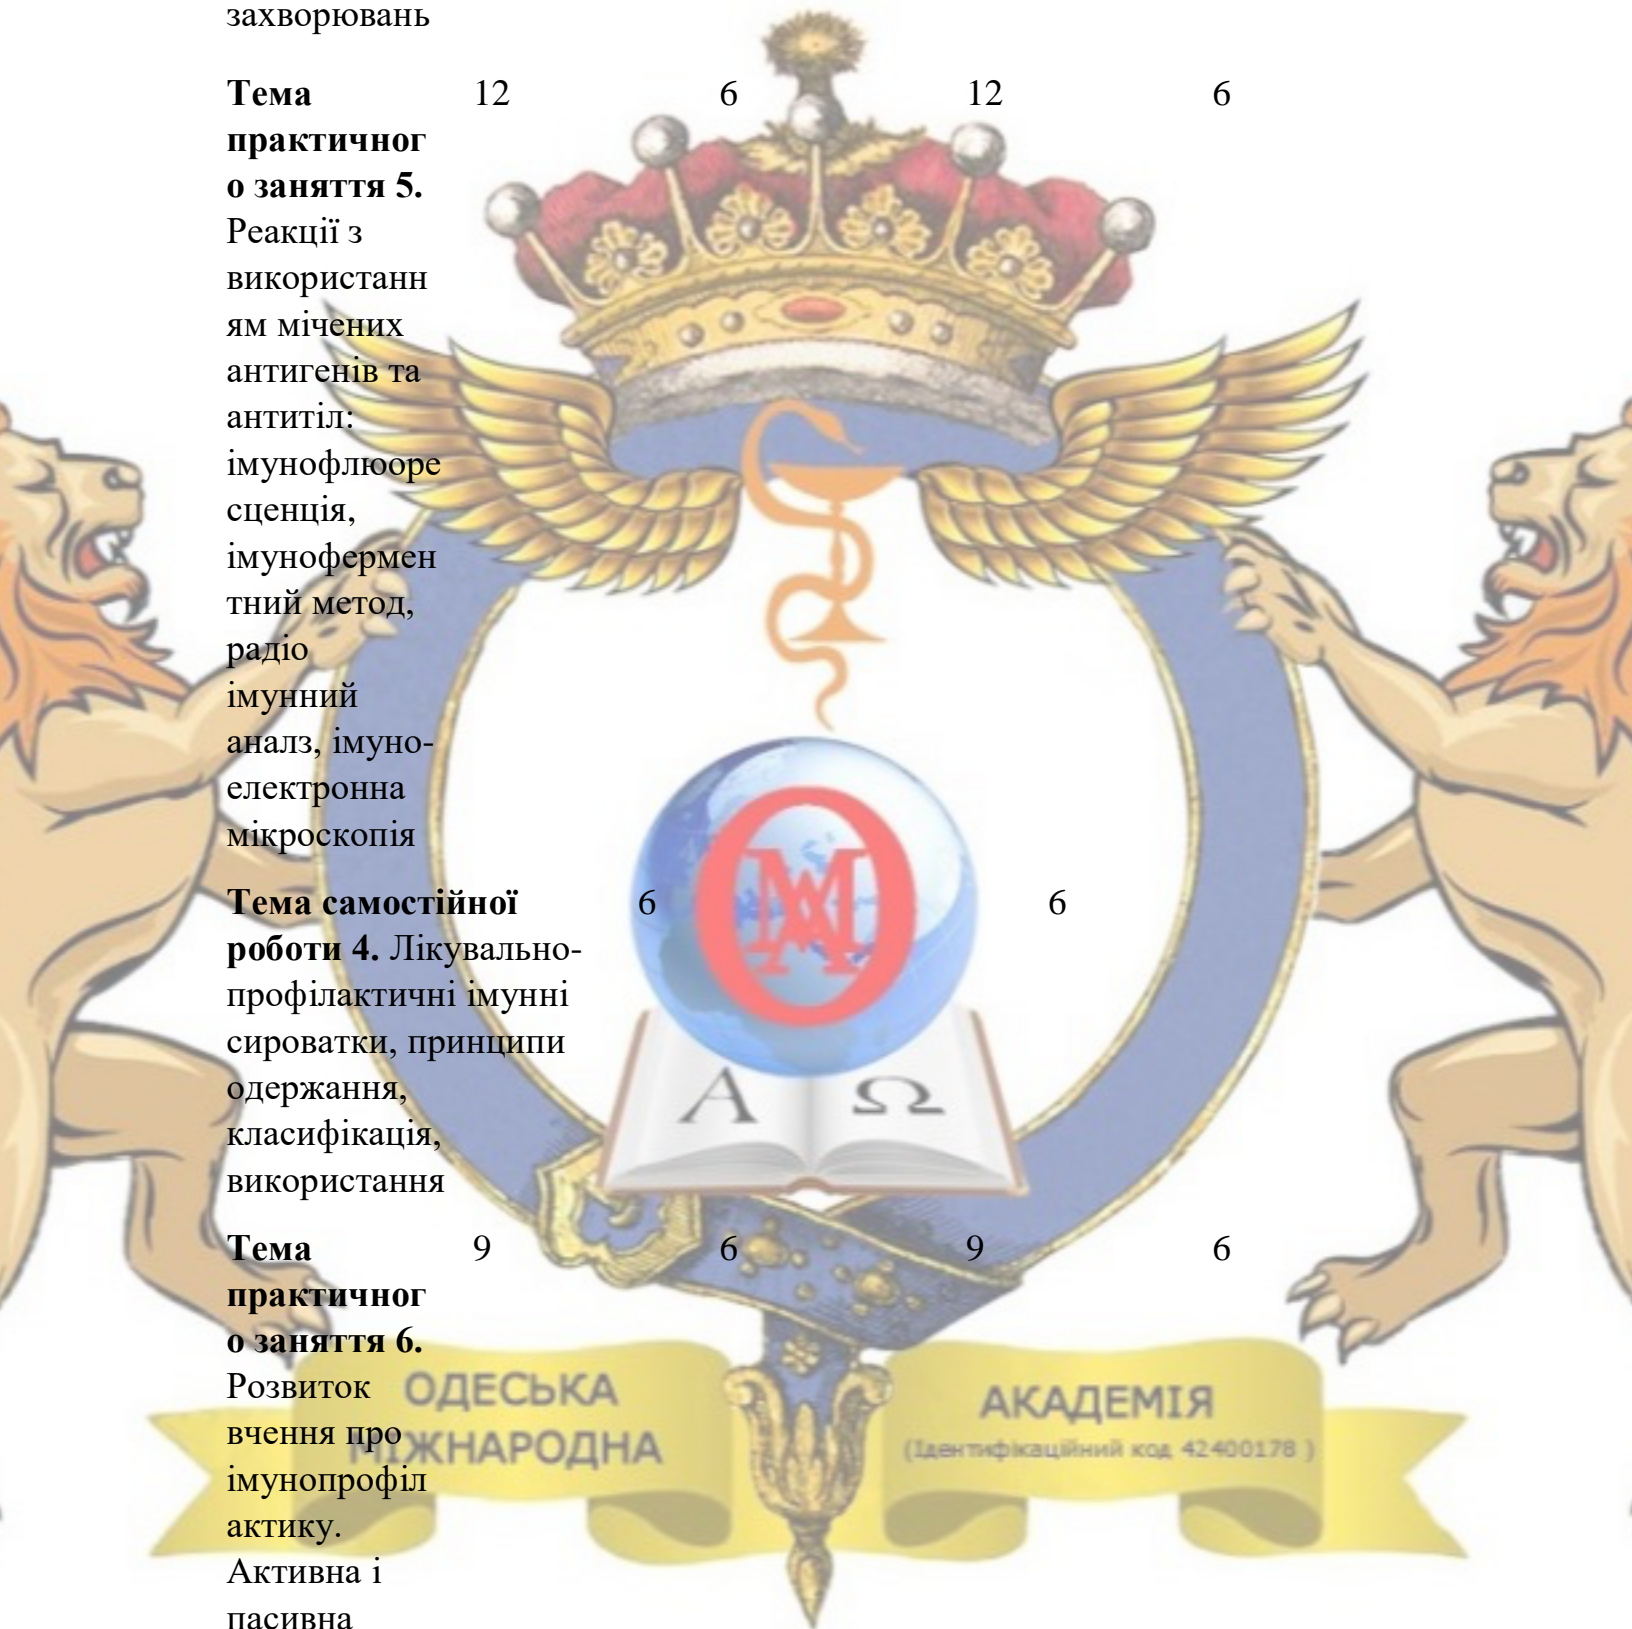 захворювань
Тема 12 6 12 6
практичног
о заняття 5.
Реакції з
використанн
ям мічених
антигенів та
антитіл:
імунофлюоре
сценція,
імунофермен
тний метод,
радіо
імунний
аналз, імуно-
електронна
мікроскопія
Тема самостійної 6 6
роботи 4. Лікувально-
профілактичні імунні
сироватки, принципи
одержання,
класифікація,
використання
Α Ω
Тема 9 6 9 6
практичног
о заняття 6.
Розвиток
вчення про
імунопрофіл
актику.
Активна і
пасивна
ОДЕСЬКА
МІЖНАРОДНА
АКАДЕМІЯ
(Ідентифікаційний код 42400178 )